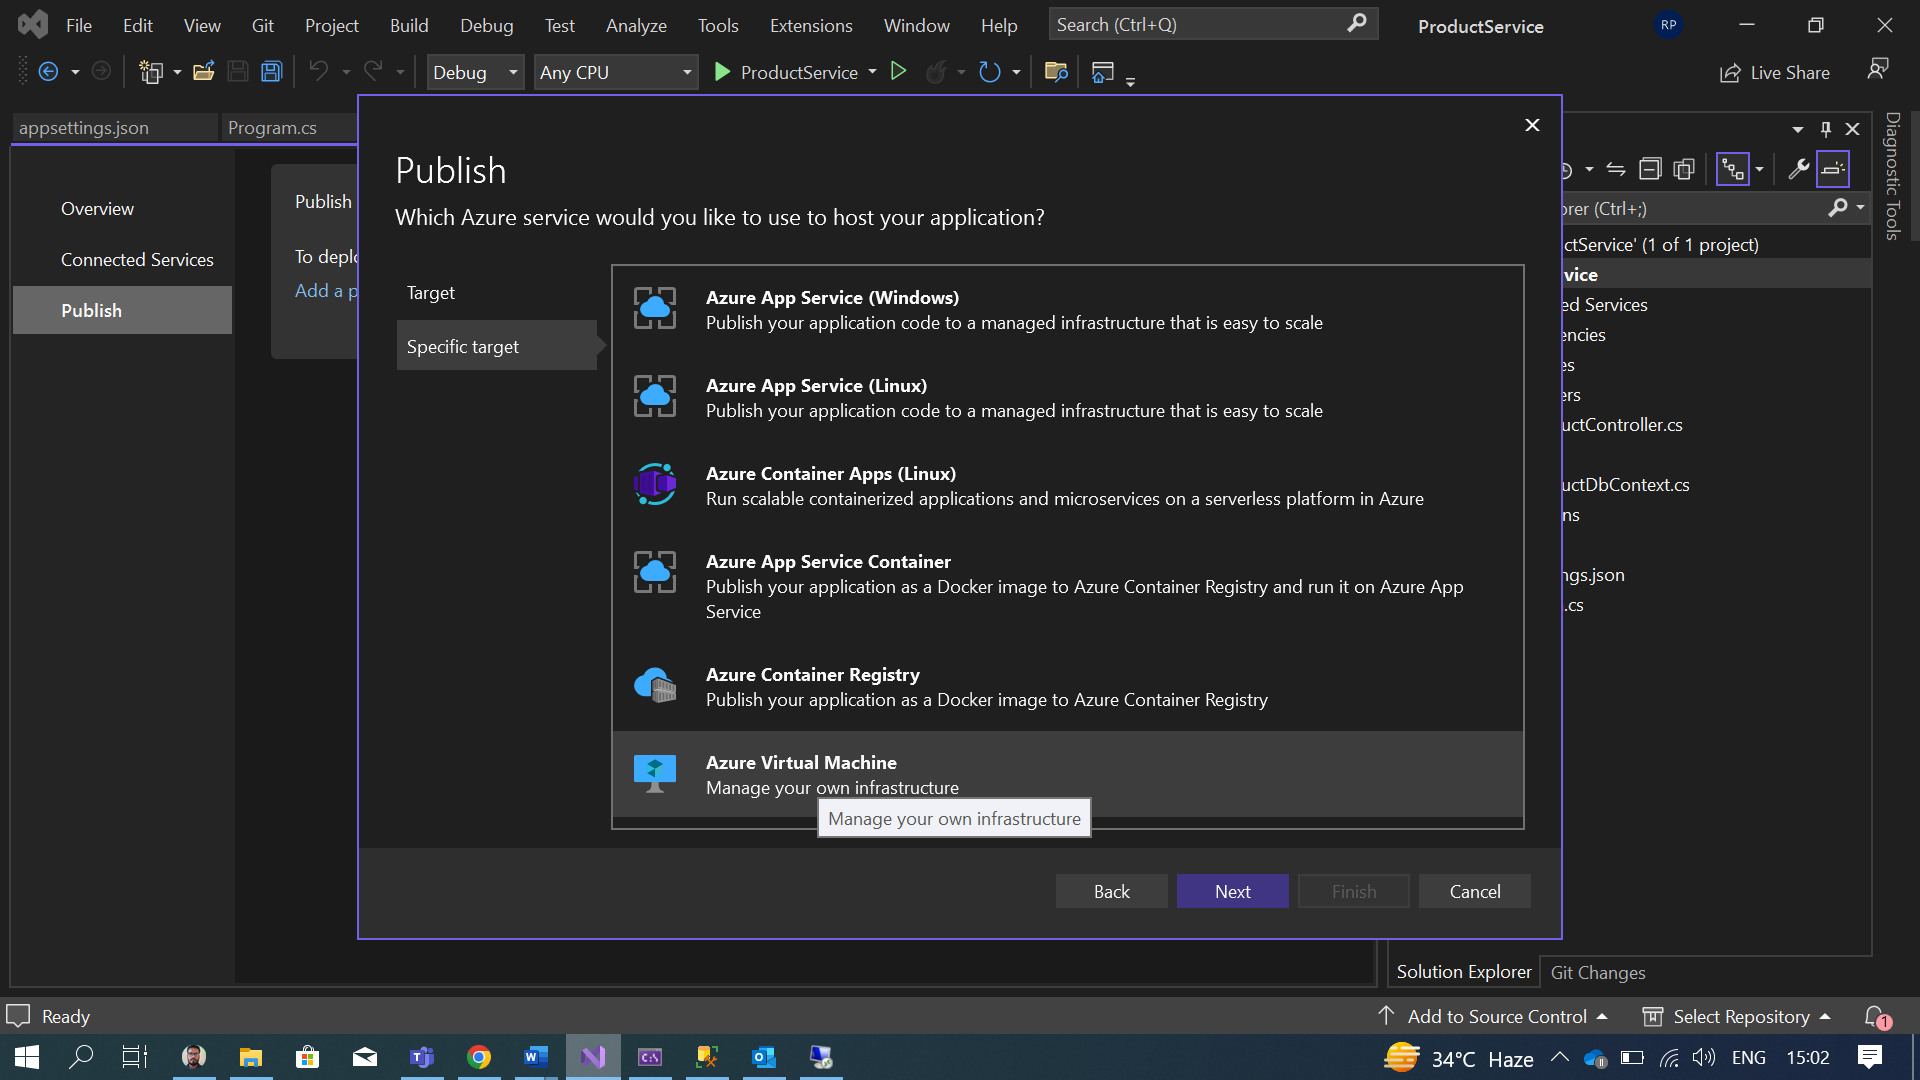 File Edit View Git Project Build Debug Test Analyze Tools Extensions Window Help Search (Ctrl+Q) ProductService RP
Debug Any CPU ProductService Live Share
appsettings.json Program.cs
Overview
Connected Services
Publish
Publish
To deplo
Add a p
Publish
Which Azure service would you like to use to host your application?
Target
Specific target
Azure App Service (Windows)
Publish your application code to a managed infrastructure that is easy to scale
Azure App Service (Linux)
Publish your application code to a managed infrastructure that is easy to scale
Azure Container Apps (Linux)
Run scalable containerized applications and microservices on a serverless platform in Azure
Azure App Service Container
Publish your application as a Docker image to Azure Container Registry and run it on Azure App
Service
Azure Container Registry
Publish your application as a Docker image to Azure Container Registry
Azure Virtual Machine
Manage your own infrastructure
Manage your own infrastructure
Back Next Finish Cancel
orer (Ctrl+;)
ctService' (1 of 1 project)
vice
ed Services
encies
es
ers
uctController.cs
uctDbContext.cs
ns
ngs.json
.cs
Diagnostic Tools
Solution Explorer Git Changes
Ready Add to Source Control Select Repository 1
34°C Haze ENG 15:02